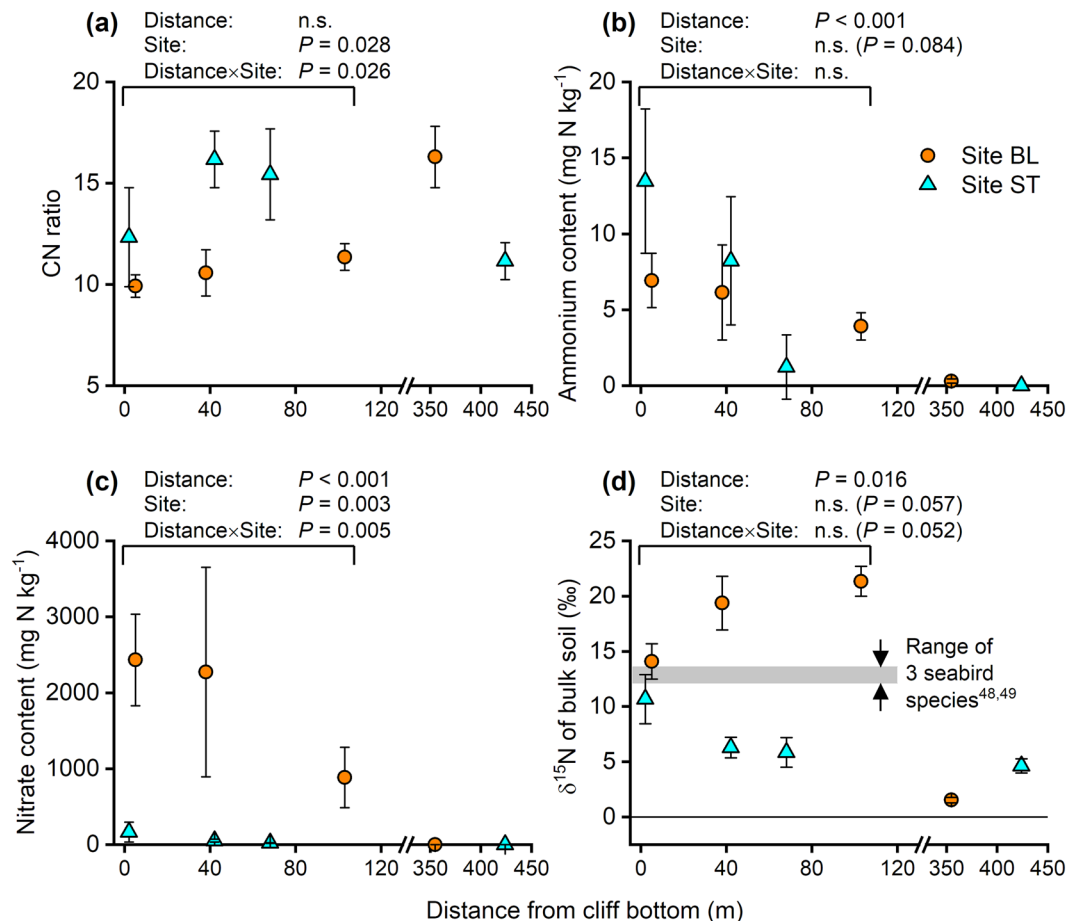 (a)
Distance: n.s.
Site: P = 0.028
Distance×Site: P = 0.026
CN ratio
20
15
10
5
0 40 80 120 350 400 450
(b)
Distance: P < 0.001
Site: n.s. (P = 0.084)
Distance×Site: n.s.
Ammonium content (mg N kg⁻¹)
20
15
10
5
0
Site BL
Site ST
0 40 80 120 350 400 450
(c)
Distance: P < 0.001
Site: P = 0.003
Distance×Site: P = 0.005
Nitrate content (mg N kg⁻¹)
4000
3000
2000
1000
0
0 40 80 120 350 400 450
(d)
Distance: P = 0.016
Site: n.s. (P = 0.057)
Distance×Site: n.s. (P = 0.052)
δ¹⁵N of bulk soil (‰)
25
20
15
10
5
0
Range of
3 seabird
species⁴⁸,⁴⁹
0 40 80 120 350 400 450
Distance from cliff bottom (m)